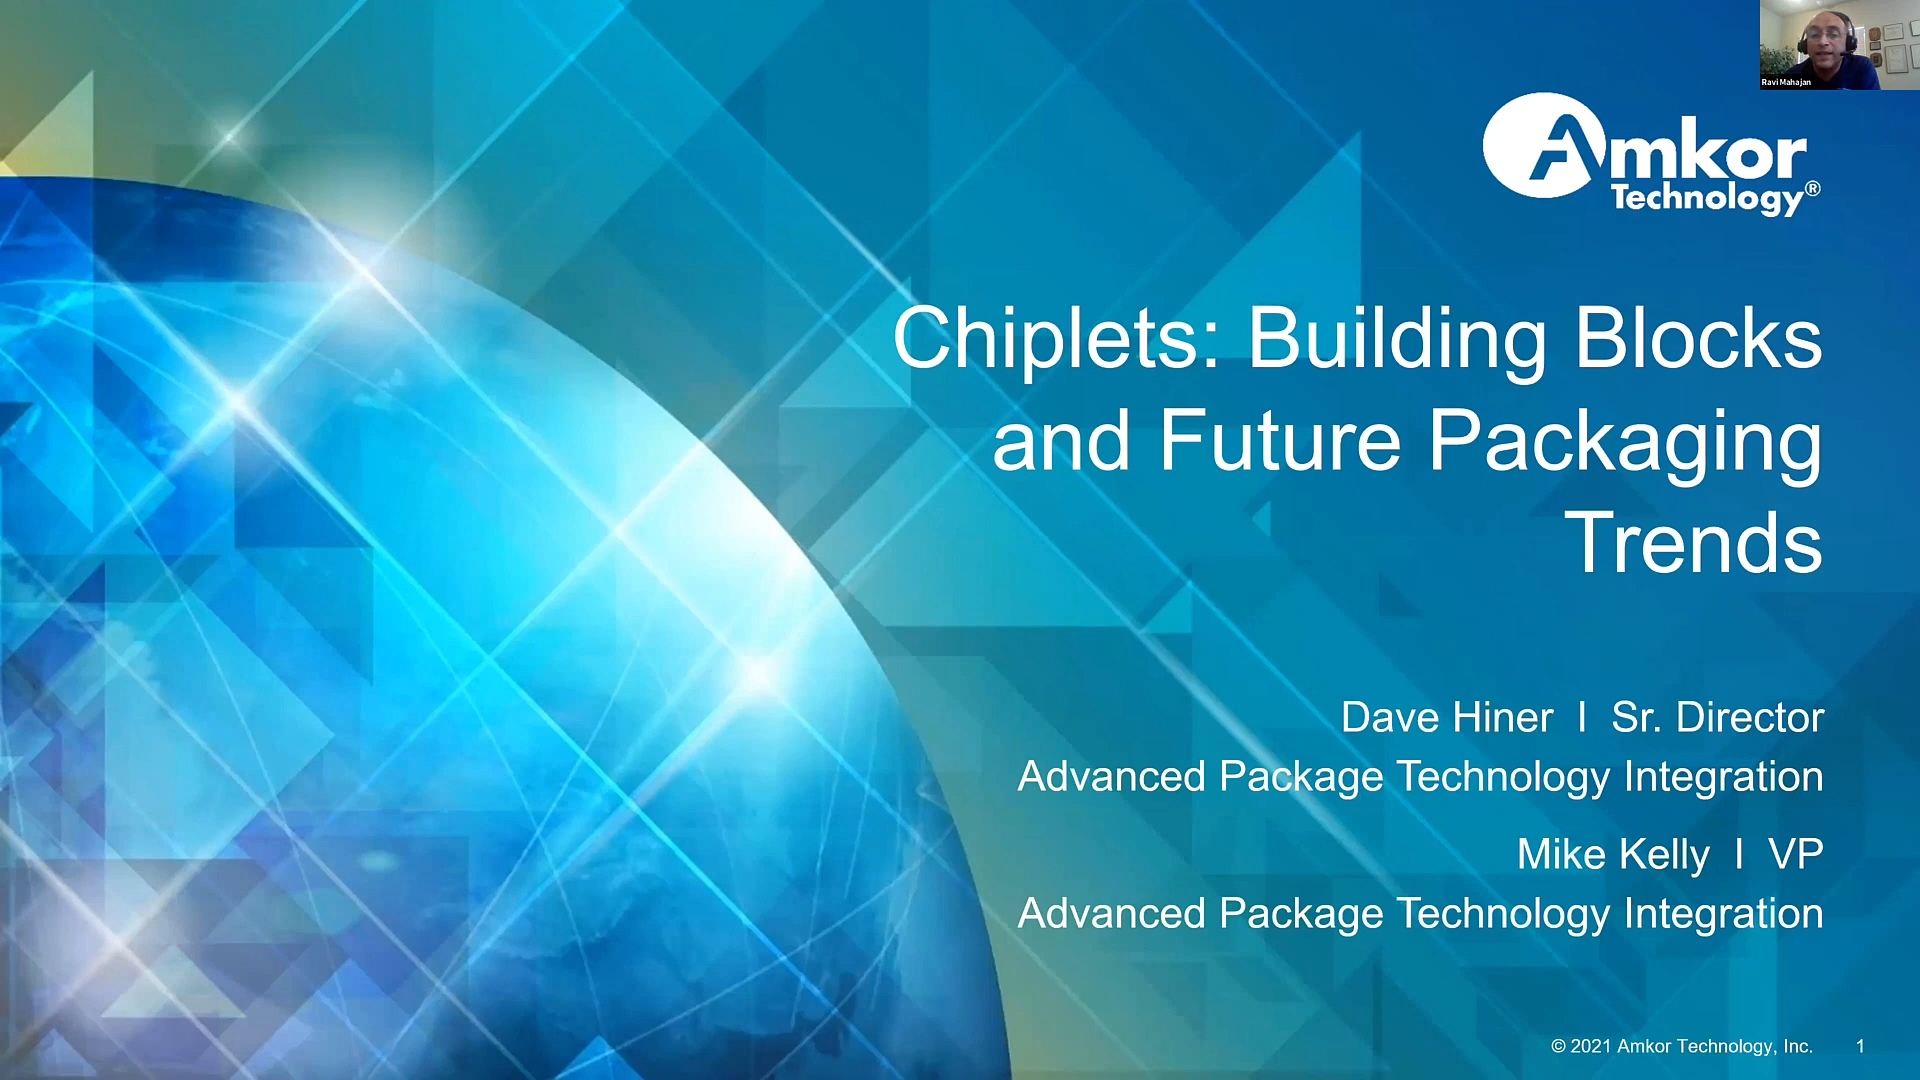 Ravi Mahajan
Amkor
Technology®
Chiplets: Building Blocks
and Future Packaging
Trends
Dave Hiner I Sr. Director
Advanced Package Technology Integration
Mike Kelly I VP
Advanced Package Technology Integration
© 2021 Amkor Technology, Inc. 1